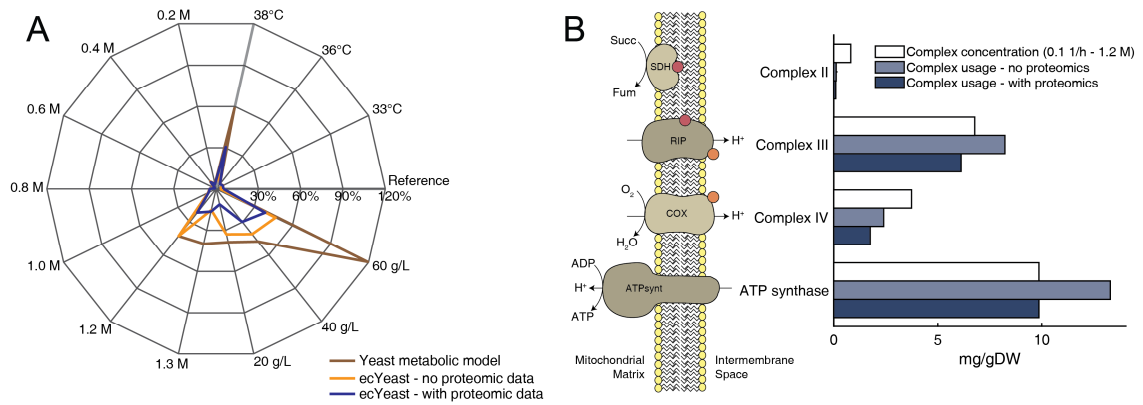 A
0.2 M
38°C
0.4 M
36°C
0.6 M
33°C
0.8 M
Reference
30%
60%
90%
120%
1.0 M
60 g/L
1.2 M
40 g/L
1.3 M
20 g/L
Yeast metabolic model
ecYeast - no proteomic data
ecYeast - with proteomic data
B
Succ
SDH
Fum
RIP
H⁺
O₂
COX
H⁺
H₂O
ADP
H⁺
ATPsynt
ATP
Mitochondrial
Matrix
Intermembrane
Space
Complex concentration (0.1 1/h - 1.2 M)
Complex usage - no proteomics
Complex usage - with proteomics
Complex II
Complex III
Complex IV
ATP synthase
0
5
10
mg/gDW